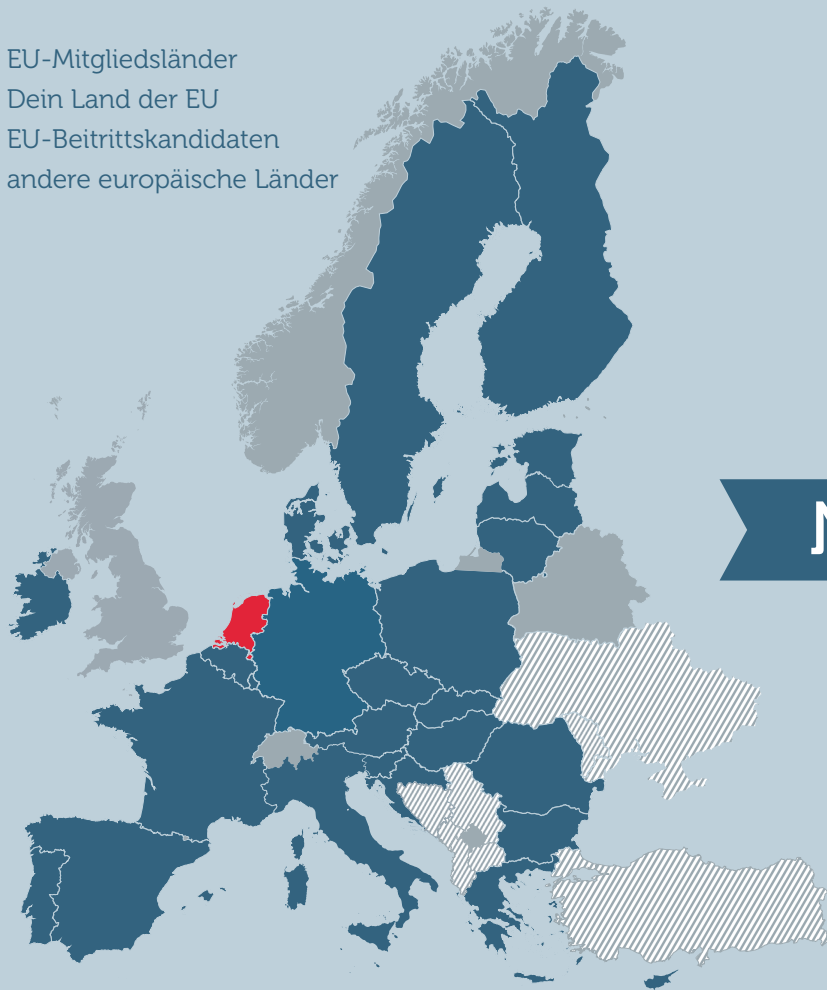 EU-Mitgliedsländer
Dein Land der EU
EU-Beitrittskandidaten
andere europäische Länder